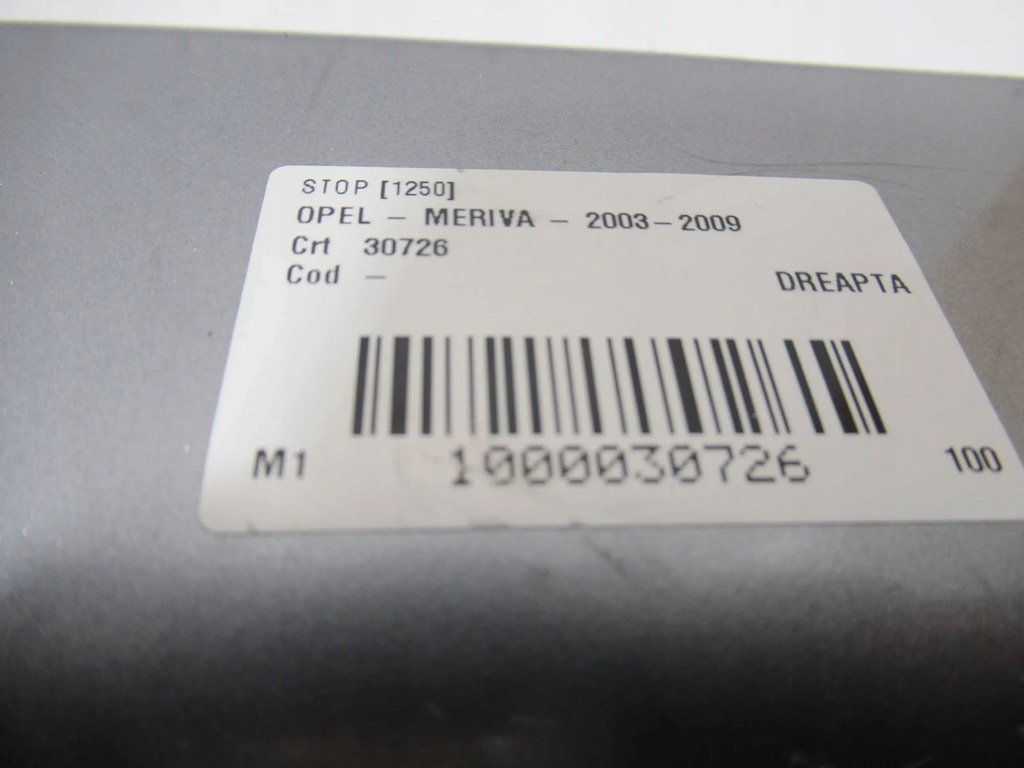 STOP [1250]
OPEL - MERIVA - 2003-2009
Crt 30726
Cod -
DREAPTA
M1 1000030726 100